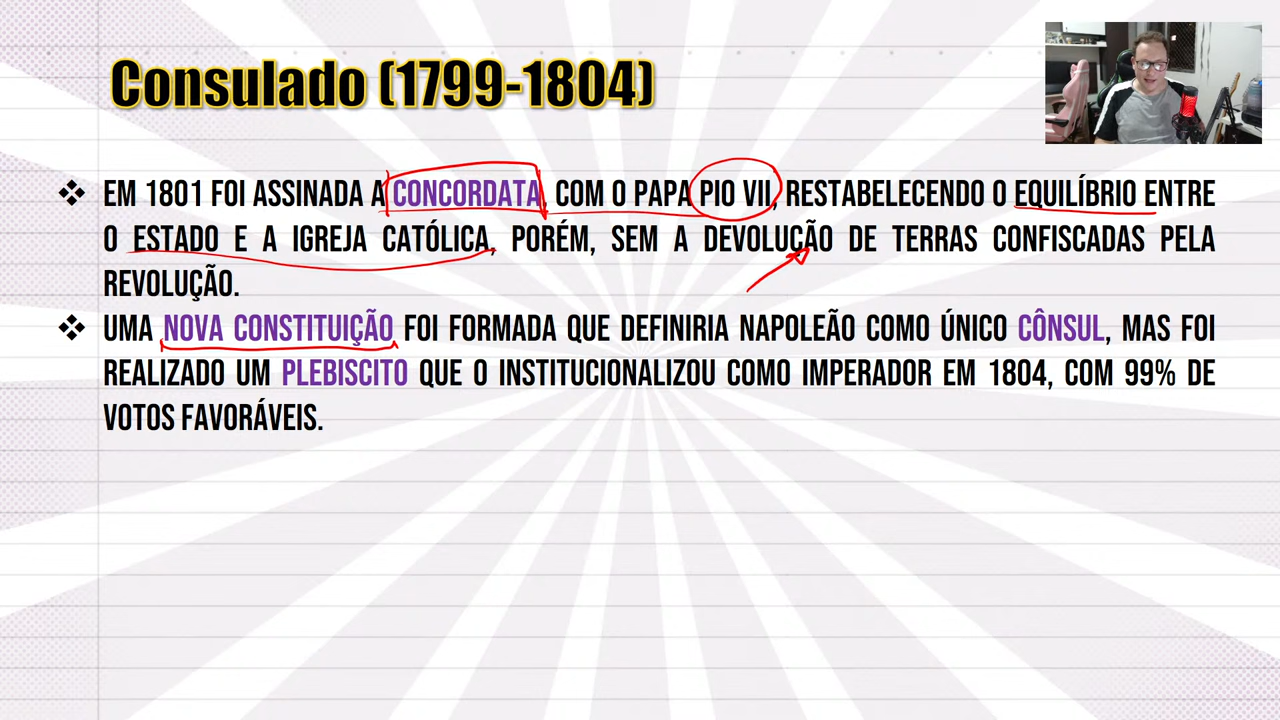 Consulado (1799-1804)
❖ EM 1801 FOI ASSINADA A CONCORDATA, COM O PAPA PIO VII, RESTABELECENDO O EQUILÍBRIO ENTRE
O ESTADO E A IGREJA CATÓLICA, PORÉM, SEM A DEVOLUÇÃO DE TERRAS CONFISCADAS PELA
REVOLUÇÃO.
❖ UMA NOVA CONSTITUIÇÃO FOI FORMADA QUE DEFINIRIA NAPOLEÃO COMO ÚNICO CÔNSUL, MAS FOI
REALIZADO UM PLEBISCITO QUE O INSTITUCIONALIZOU COMO IMPERADOR EM 1804, COM 99% DE
VOTOS FAVORÁVEIS.